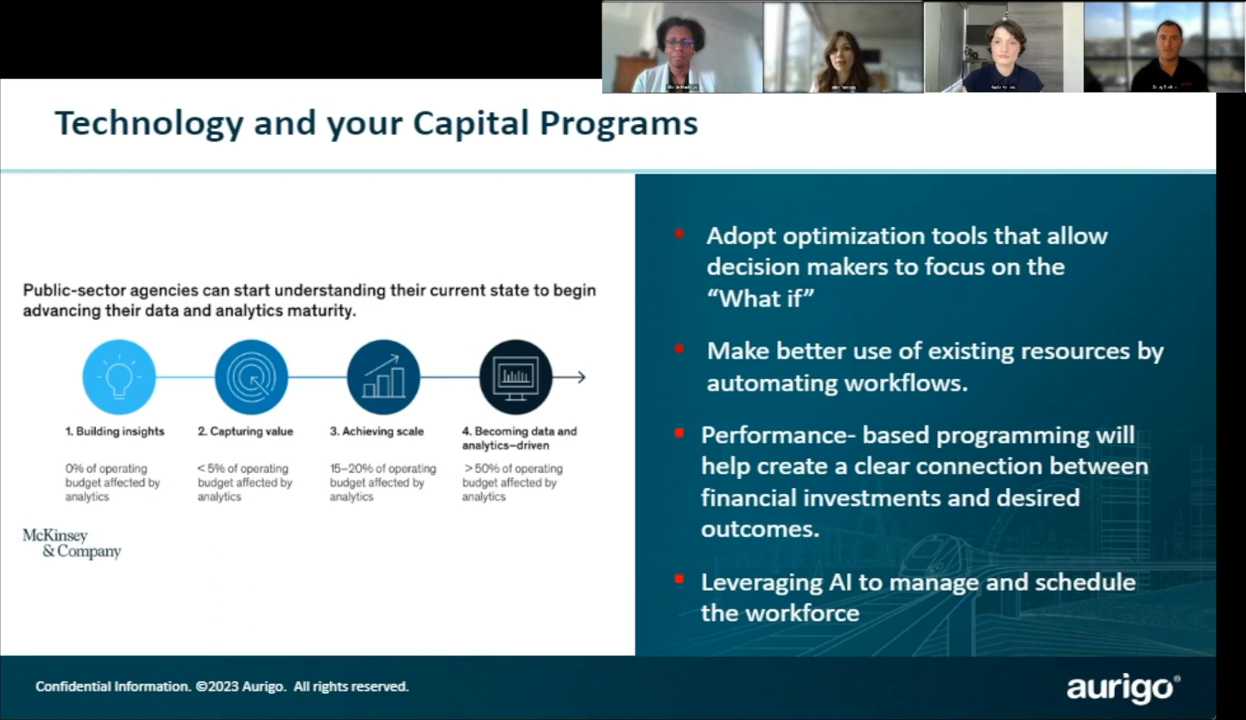 Technology and your Capital Programs
Public-sector agencies can start understanding their current state to begin
advancing their data and analytics maturity.
1. Building insights
0% of operating
budget affected by
analytics
2. Capturing value
< 5% of operating
budget affected by
analytics
3. Achieving scale
15–20% of operating
budget affected by
analytics
4. Becoming data and
analytics–driven
> 50% of operating
budget affected by
analytics
McKinsey
& Company
Adopt optimization tools that allow
decision makers to focus on the
“What if”
Make better use of existing resources by
automating workflows.
Performance- based programming will
help create a clear connection between
financial investments and desired
outcomes.
Leveraging AI to manage and schedule
the workforce
Confidential Information. ©2023 Aurigo. All rights reserved.
aurigo®